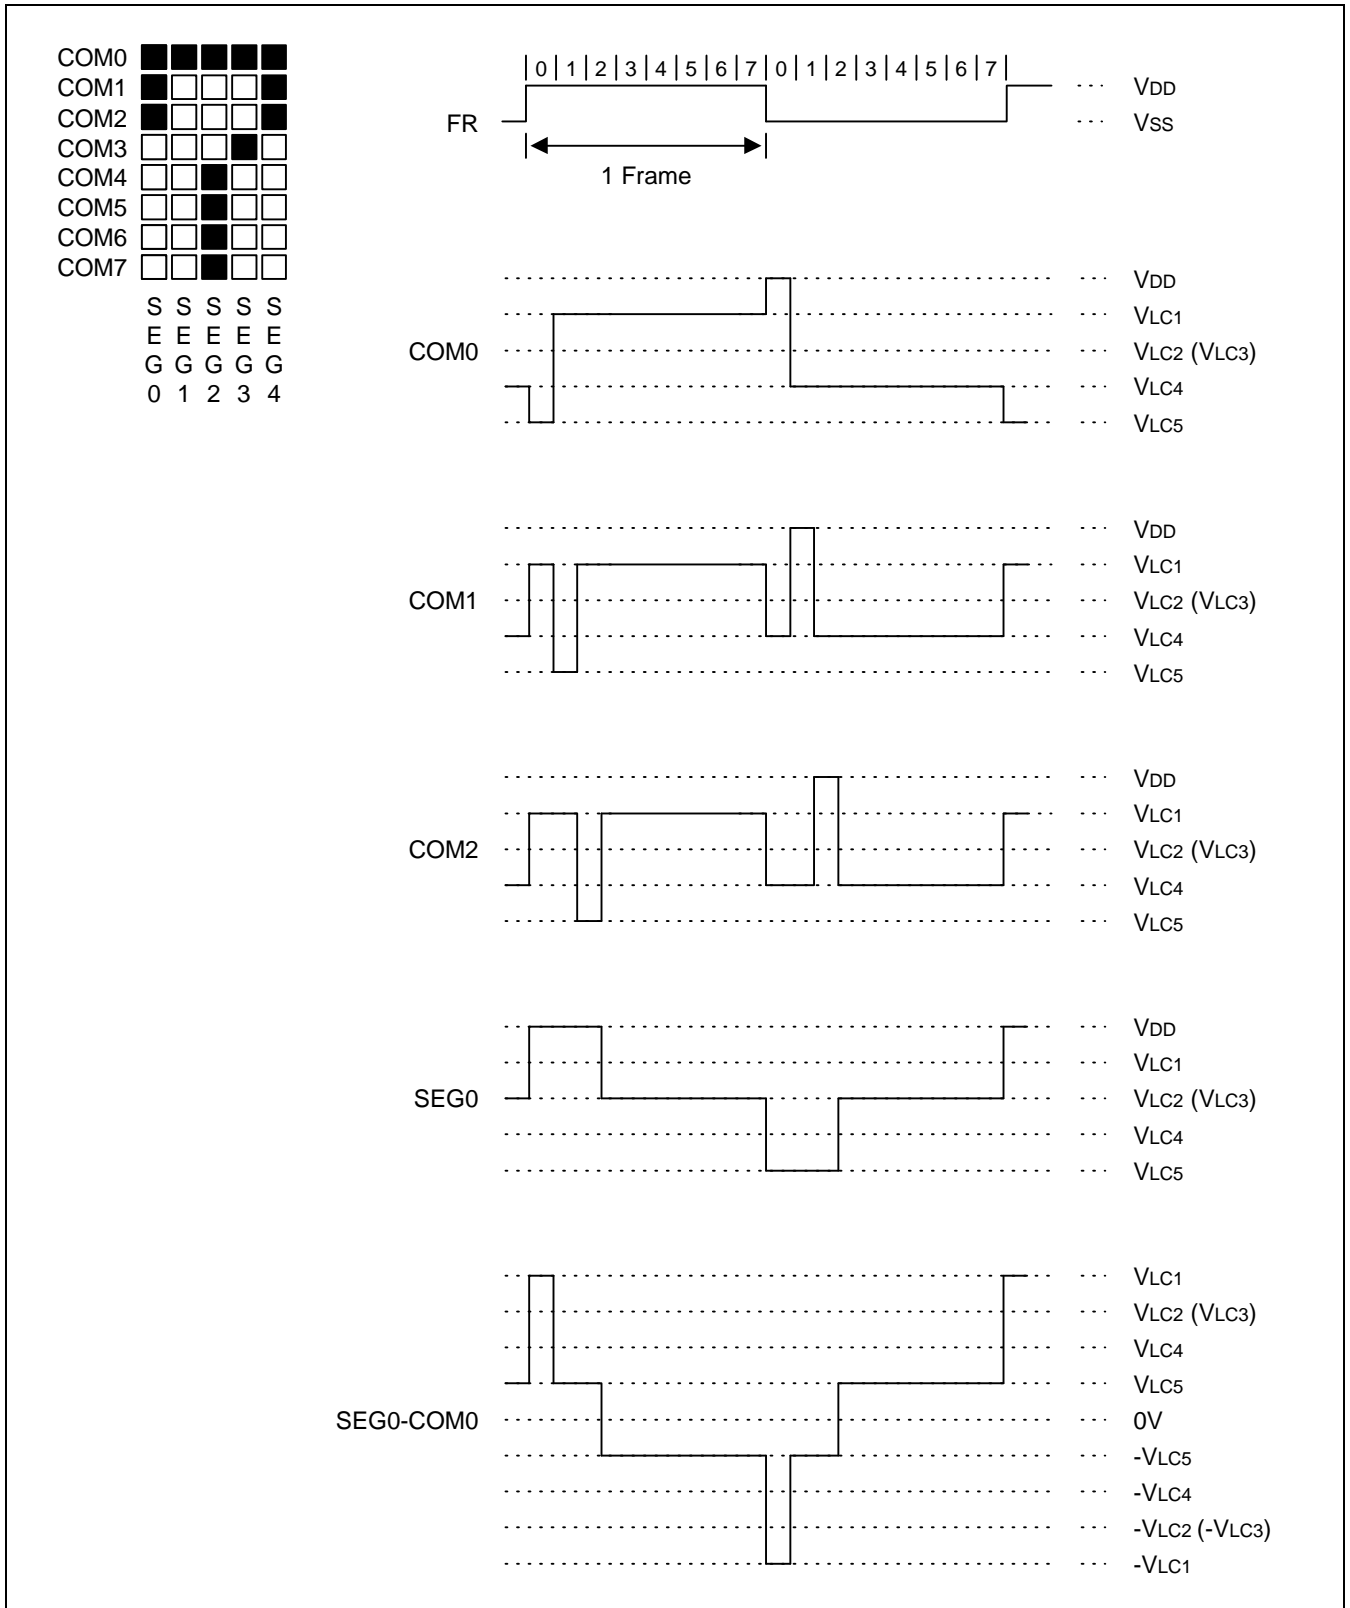 COM0
COM1
COM2
COM3
COM4
COM5
COM6
COM7
S S S S S
E E E E E
G G G G G
0 1 2 3 4
0 1 2 3 4 5 6 7 0 1 2 3 4 5 6 7
FR
VDD
VSS
1 Frame
COM0
VDD
VLC1
VLC2 (VLC3)
VLC4
VLC5
COM1
VDD
VLC1
VLC2 (VLC3)
VLC4
VLC5
COM2
VDD
VLC1
VLC2 (VLC3)
VLC4
VLC5
SEG0
VDD
VLC1
VLC2 (VLC3)
VLC4
VLC5
SEG0-COM0
VLC1
VLC2 (VLC3)
VLC4
VLC5
0V
-VLC5
-VLC4
-VLC2 (-VLC3)
-VLC1